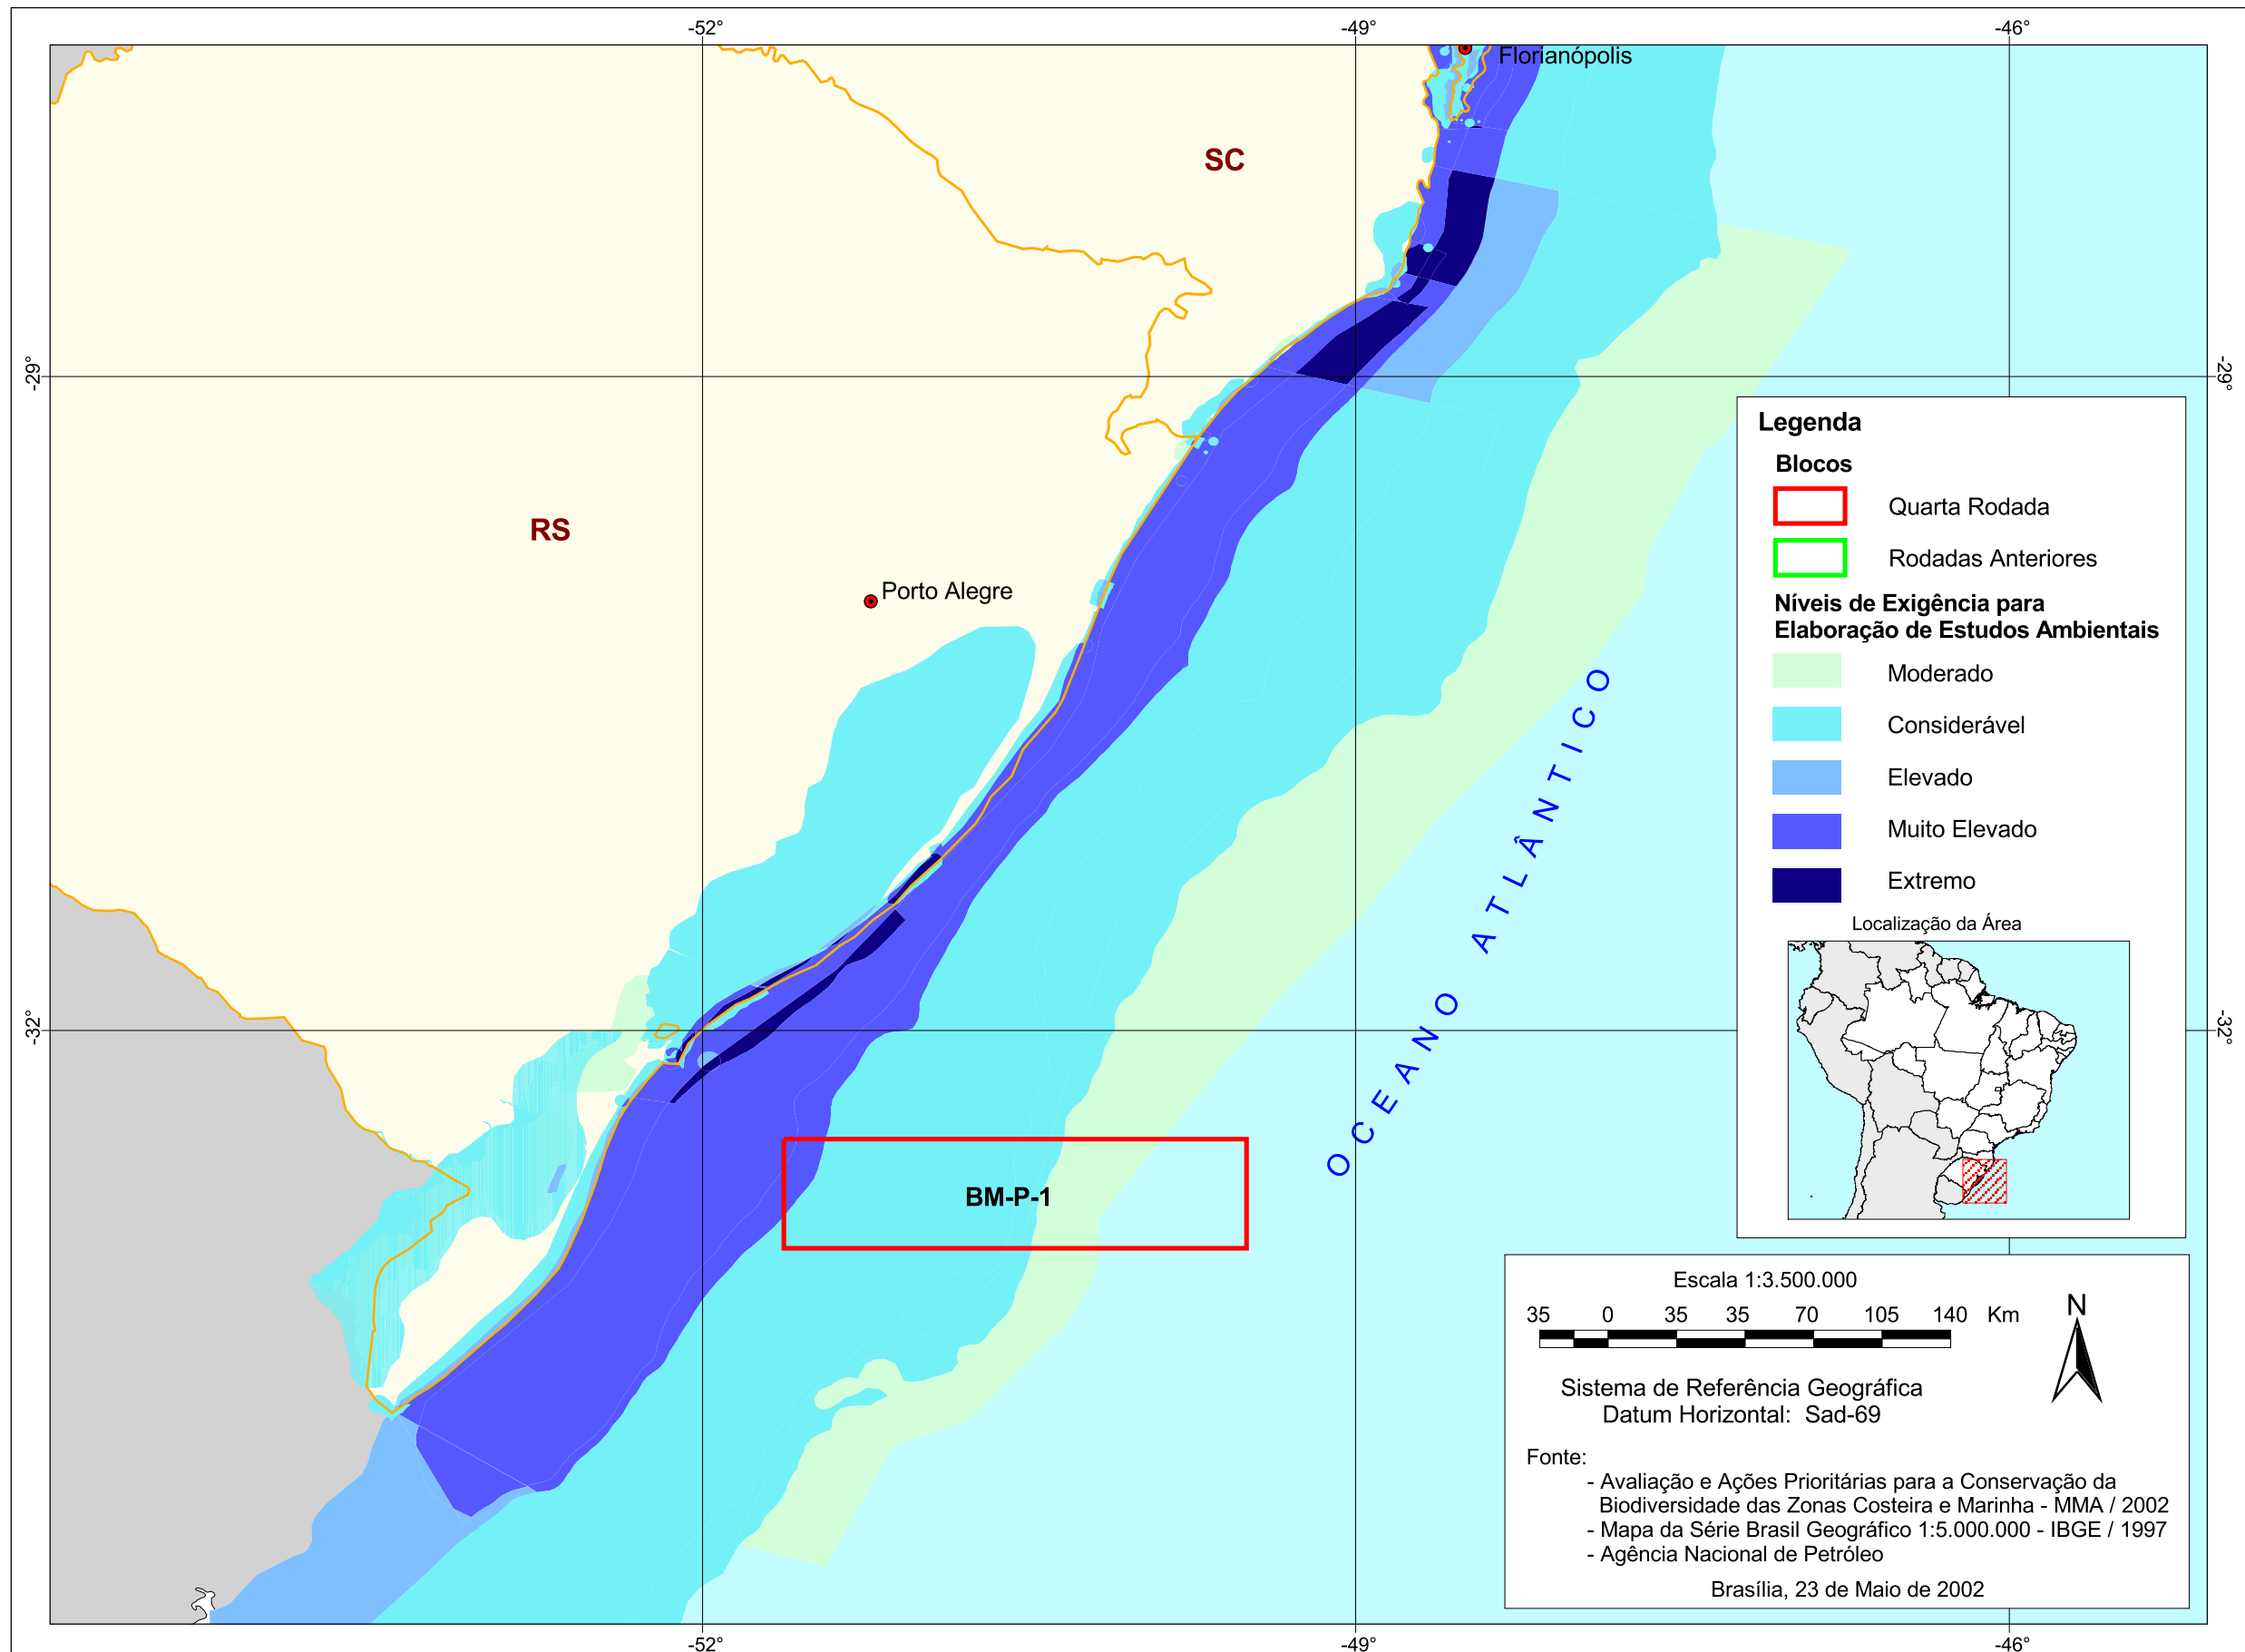 -52°
-49°
-46°
Florianópolis
SC
-29°
-29°
RS
Porto Alegre
OCEANO ATLÂNTICO
-32°
-32°
BM-P-1
Legenda
Blocos
Quarta Rodada
Rodadas Anteriores
Níveis de Exigência para
Elaboração de Estudos Ambientais
Moderado
Considerável
Elevado
Muito Elevado
Extremo
Localização da Área
Escala 1:3.500.000
35 0 35 35 70 105 140 Km
N
Sistema de Referência Geográfica
Datum Horizontal: Sad-69
Fonte:
- Avaliação e Ações Prioritárias para a Conservação da
Biodiversidade das Zonas Costeira e Marinha - MMA / 2002
- Mapa da Série Brasil Geográfico 1:5.000.000 - IBGE / 1997
- Agência Nacional de Petróleo
Brasília, 23 de Maio de 2002
-52°
-49°
-46°